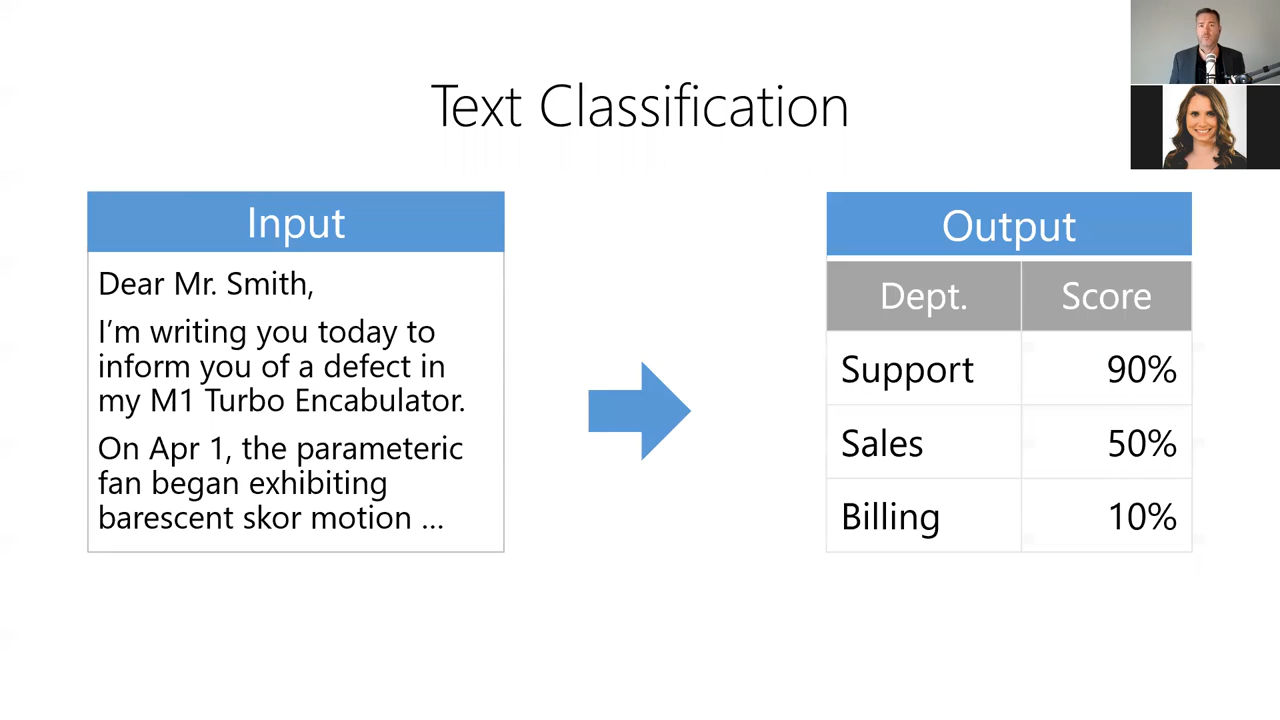 Text Classification
Input
Dear Mr. Smith,
I'm writing you today to
inform you of a defect in
my M1 Turbo Encabulator.
On Apr 1, the parameteric
fan began exhibiting
barescent skor motion ...
Output
Dept. Score
Support 90%
Sales 50%
Billing 10%